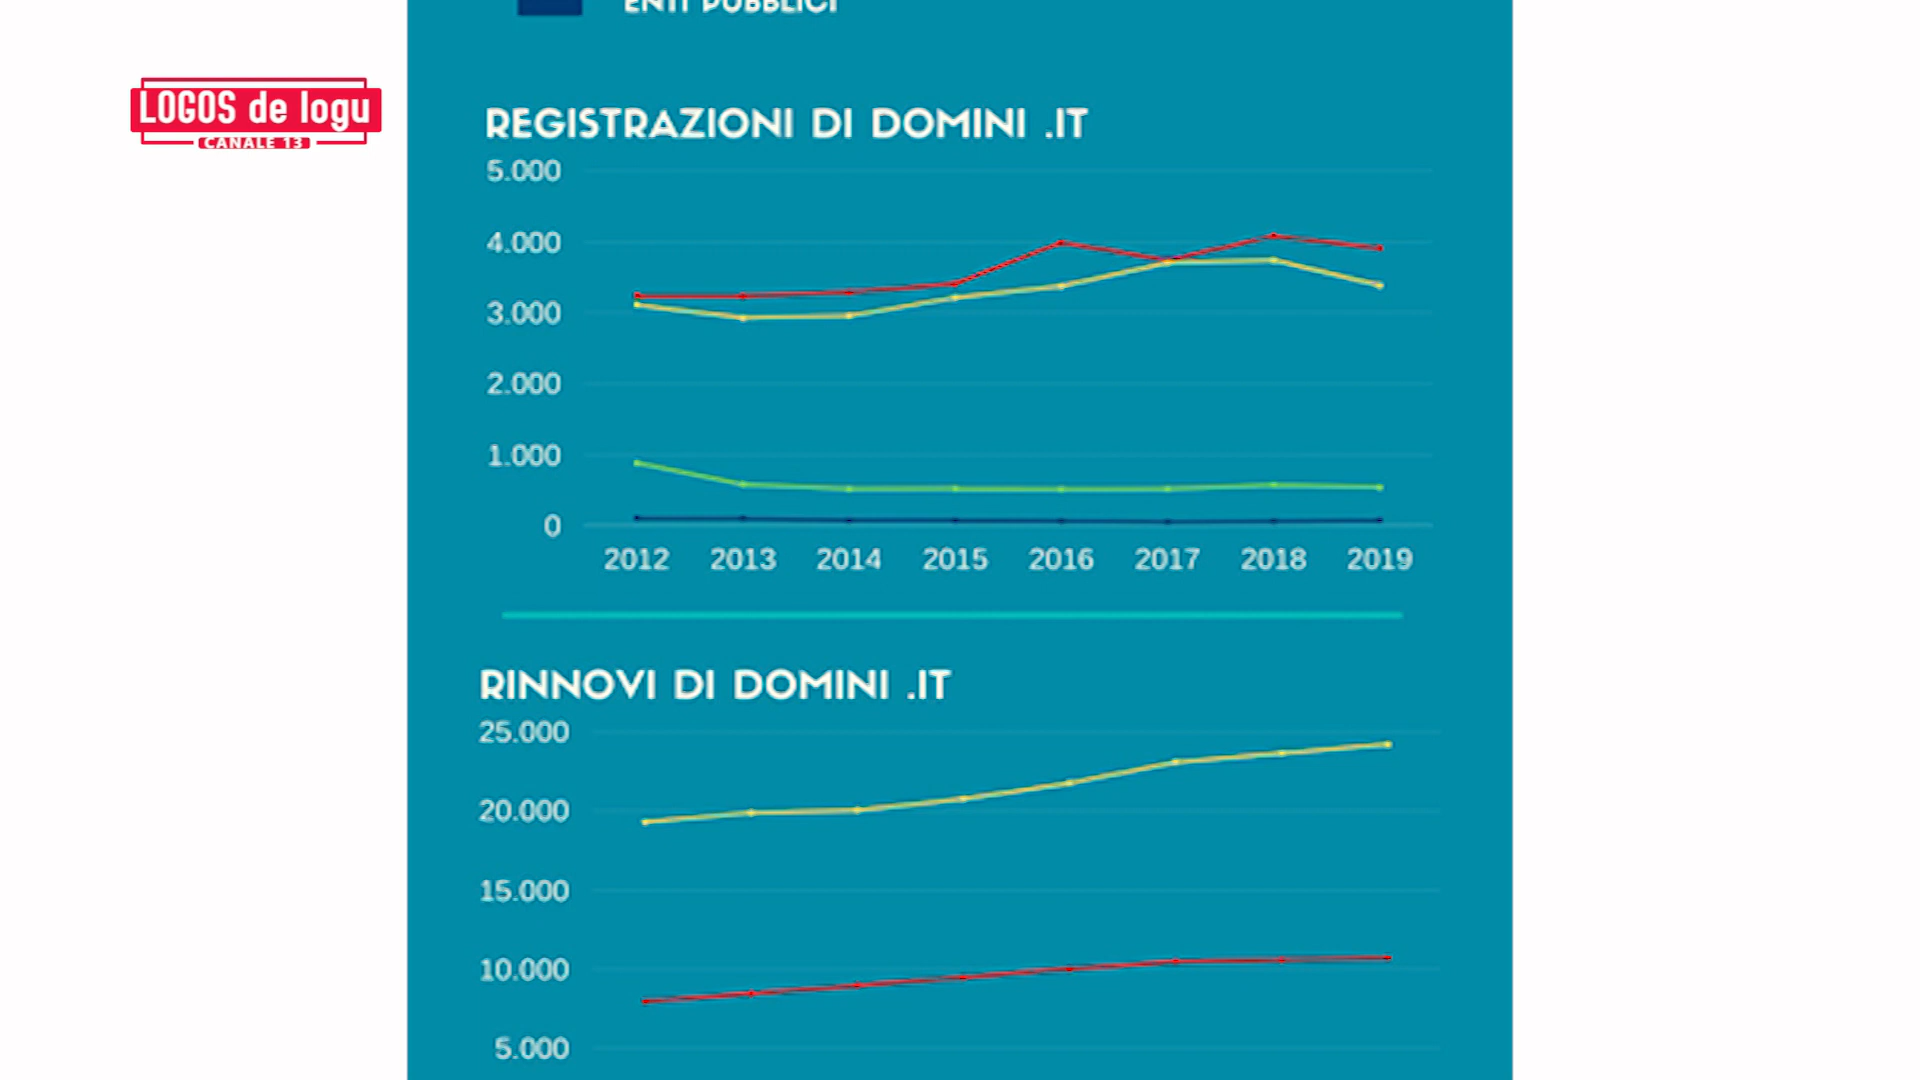 ENTI PUBBLICI
LOGOS de logu
CANALE 13
REGISTRAZIONI DI DOMINI .IT
5.000
4.000
3.000
2.000
1.000
0
2012 2013 2014 2015 2016 2017 2018 2019
RINNOVI DI DOMINI .IT
25.000
20.000
15.000
10.000
5.000